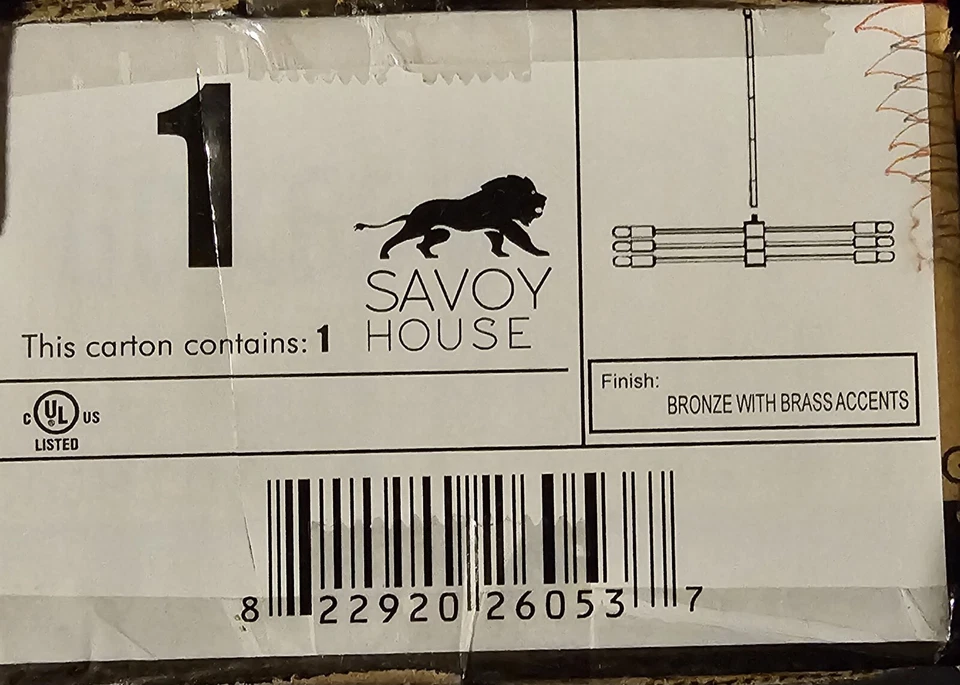 1
SAVOY
HOUSE
This carton contains: 1
Finish:
BRONZE WITH BRASS ACCENTS
C UL US
®
LISTED
8 22920 26053 7